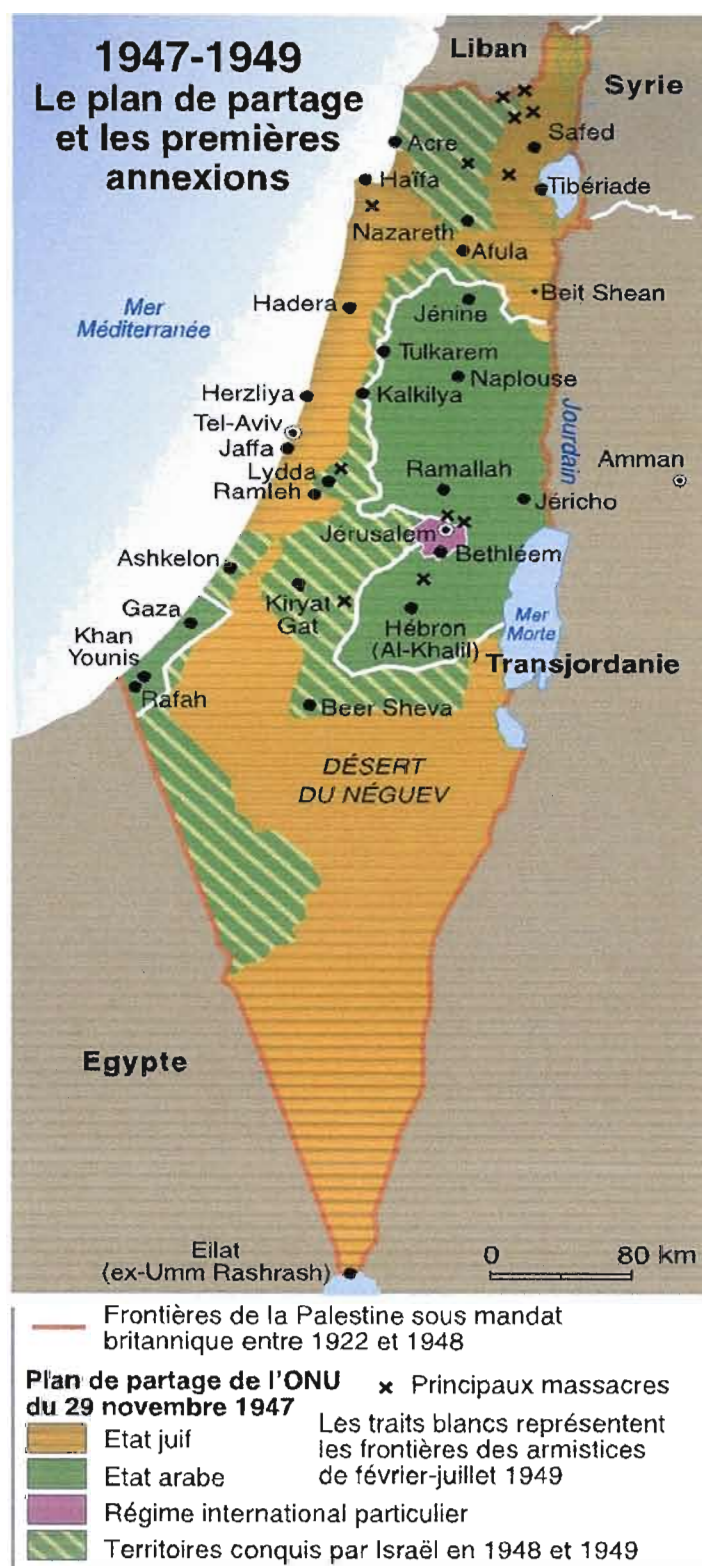 1947-1949
Le plan de partage
et les premières
annexions
Liban
Syrie
Acre
Safed
Haïfa
Tibériade
Nazareth
Afula
Mer
Méditerranée
Hadera
Beit Shean
Jénine
Tulkarem
Naplouse
Herzliya
Kalkilya
Tel-Aviv
Jaffa
Jourdain
Lydda
Ramallah
Amman
Ramleh
Jéricho
Jérusalem
Ashkelon
Bethléem
Gaza
Kiryat
Gat
Mer
Morte
Khan
Younis
Hébron
(Al-Khalil)
Transjordanie
Rafah
Beer Sheva
DÉSERT
DU NÉGUEV
Egypte
Eilat
(ex-Umm Rashrash)
0 80 km
Frontières de la Palestine sous mandat
britannique entre 1922 et 1948
Plan de partage de l'ONU
du 29 novembre 1947
Etat juif
Etat arabe
Régime international particulier
Territoires conquis par Israël en 1948 et 1949
x Principaux massacres
Les traits blancs représentent
les frontières des armistices
de février-juillet 1949